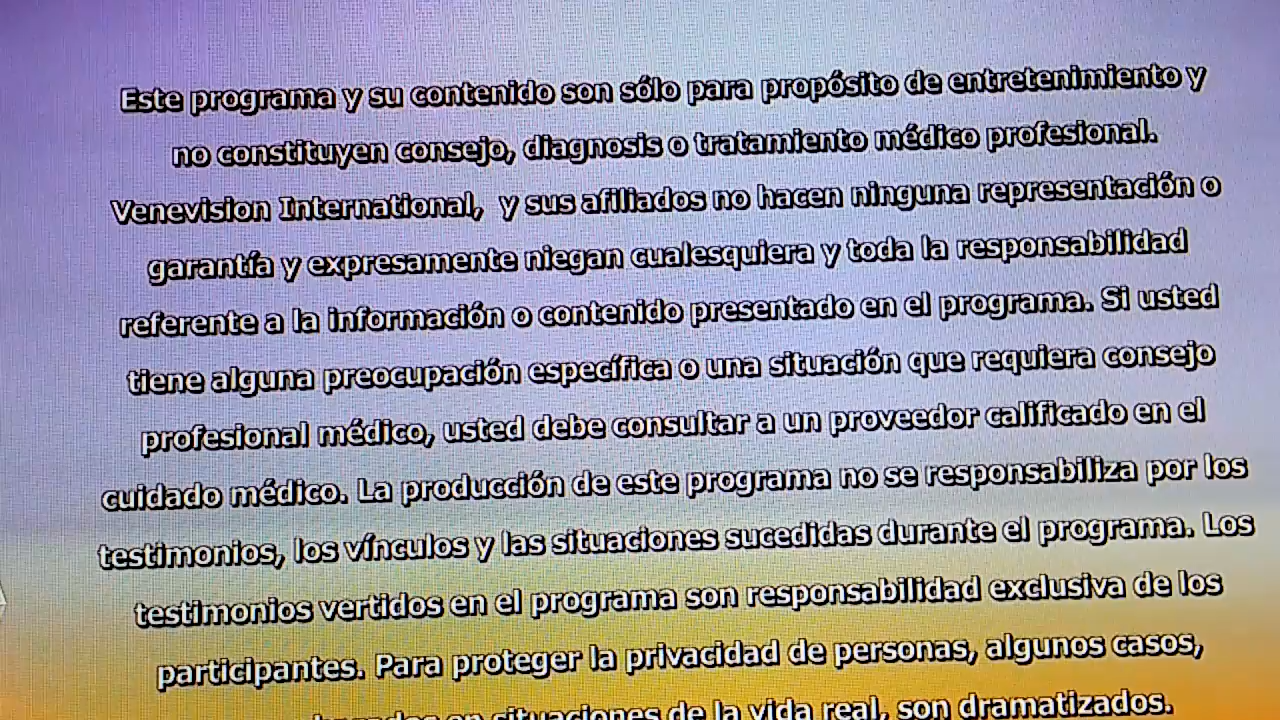 Este programa y su contenido son sólo para propósito de entretenimiento y
no constituyen consejo, diagnosis o tratamiento médico profesional.
Venevision International, y sus afiliados no hacen ninguna representación o
garantía y expresamente niegan cualesquiera y toda la responsabilidad
referente a la información o contenido presentado en el programa. Si usted
tiene alguna preocupación específica o una situación que requiera consejo
profesional médico, usted debe consultar a un proveedor calificado en el
cuidado médico. La producción de este programa no se responsabiliza por los
testimonios, los vínculos y las situaciones sucedidas durante el programa. Los
testimonios vertidos en el programa son responsabilidad exclusiva de los
participantes. Para proteger la privacidad de personas, algunos casos,
situaciones de la vida real, son dramatizados.